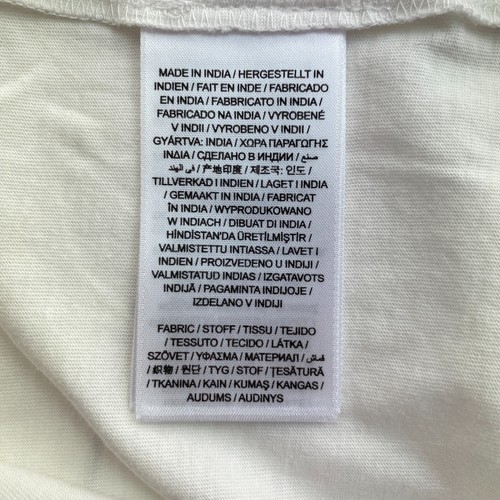 MADE IN INDIA / HERGESTELLT IN
INDIEN / FAIT EN INDE / FABRICADO
EN INDIA / FABBRICATO IN INDIA /
FABRICADO NA INDIA / VYROBENÉ
V INDII / VYROBENO V INDII /
GYÁRTVA: INDIA / ΧΩΡΑ ΠΑΡΑΓΩΓΗΣ
ΙΝΔΙΑ / СДЕЛАНО В ИНДИИ / صنع
في الهند / 产地印度 / 제조국: 인도 /
TILLVERKAD I INDIEN / LAGET I INDIA
/ GEMAAKT IN INDIA / FABRICAT
ÎN INDIA / WYPRODUKOWANO
W INDIACH / DIBUAT DI INDIA /
HİNDİSTAN'DA ÜRETİLMİŞTİR /
VALMISTETTU INTIASSA / LAVET I
INDIEN / PROIZVEDENO U INDIJI /
VALMISTATUD INDIAS / IZGATAVOTS
INDIJĀ / PAGAMINTA INDIJOJE /
IZDELANO V INDIJI
FABRIC / STOFF / TISSU / TEJIDO
/ TESSUTO / TECIDO / LÁTKA /
SZÖVET / ΥΦΑΣΜΑ / МАТЕРИАЛ / قماش
/ 織物 / 원단 / TYG / STOF / ŢESĂTURĂ
/ TKANINA / KAIN / KUMAŞ / KANGAS /
AUDUMS / AUDINYS